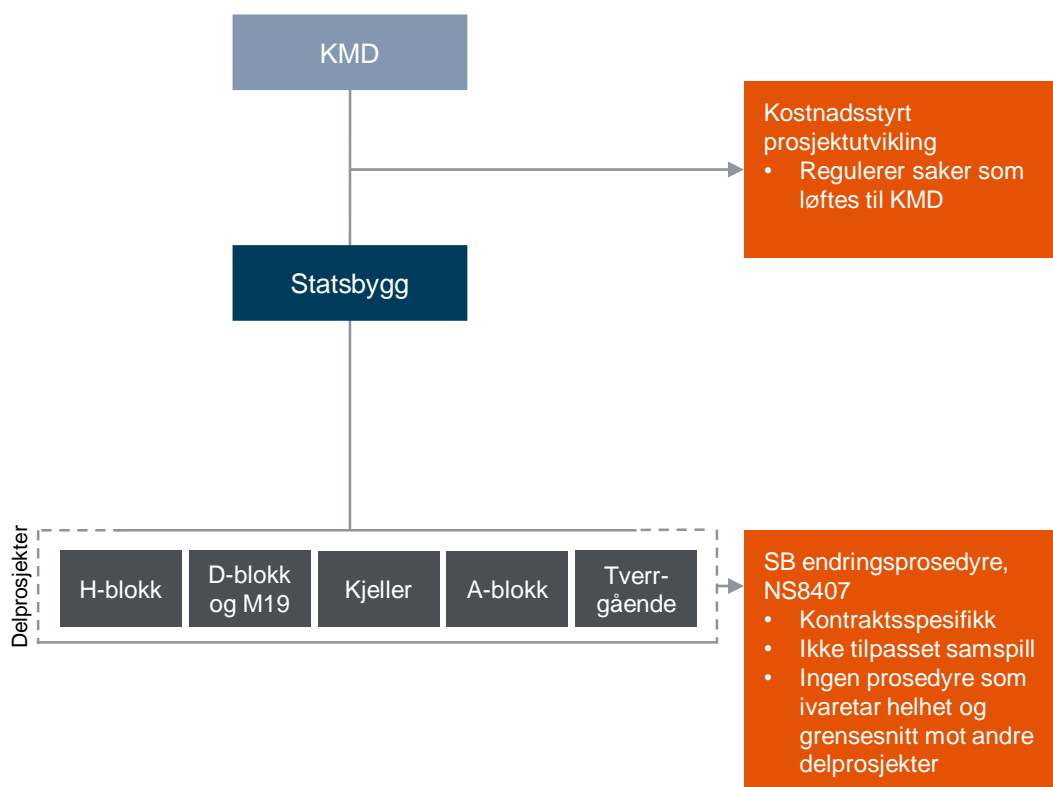 KMD
Kostnadsstyrt
prosjektutvikling
• Regulerer saker som
løftes til KMD
Statsbygg
Delprosjekter
H-blokk
D-blokk
og M19
Kjeller
A-blokk
Tverr-
gående
SB endringsprosedyre,
NS8407
• Kontraktsspesifikk
• Ikke tilpasset samspill
• Ingen prosedyre som
ivaretar helhet og
grensesnitt mot andre
delprosjekter